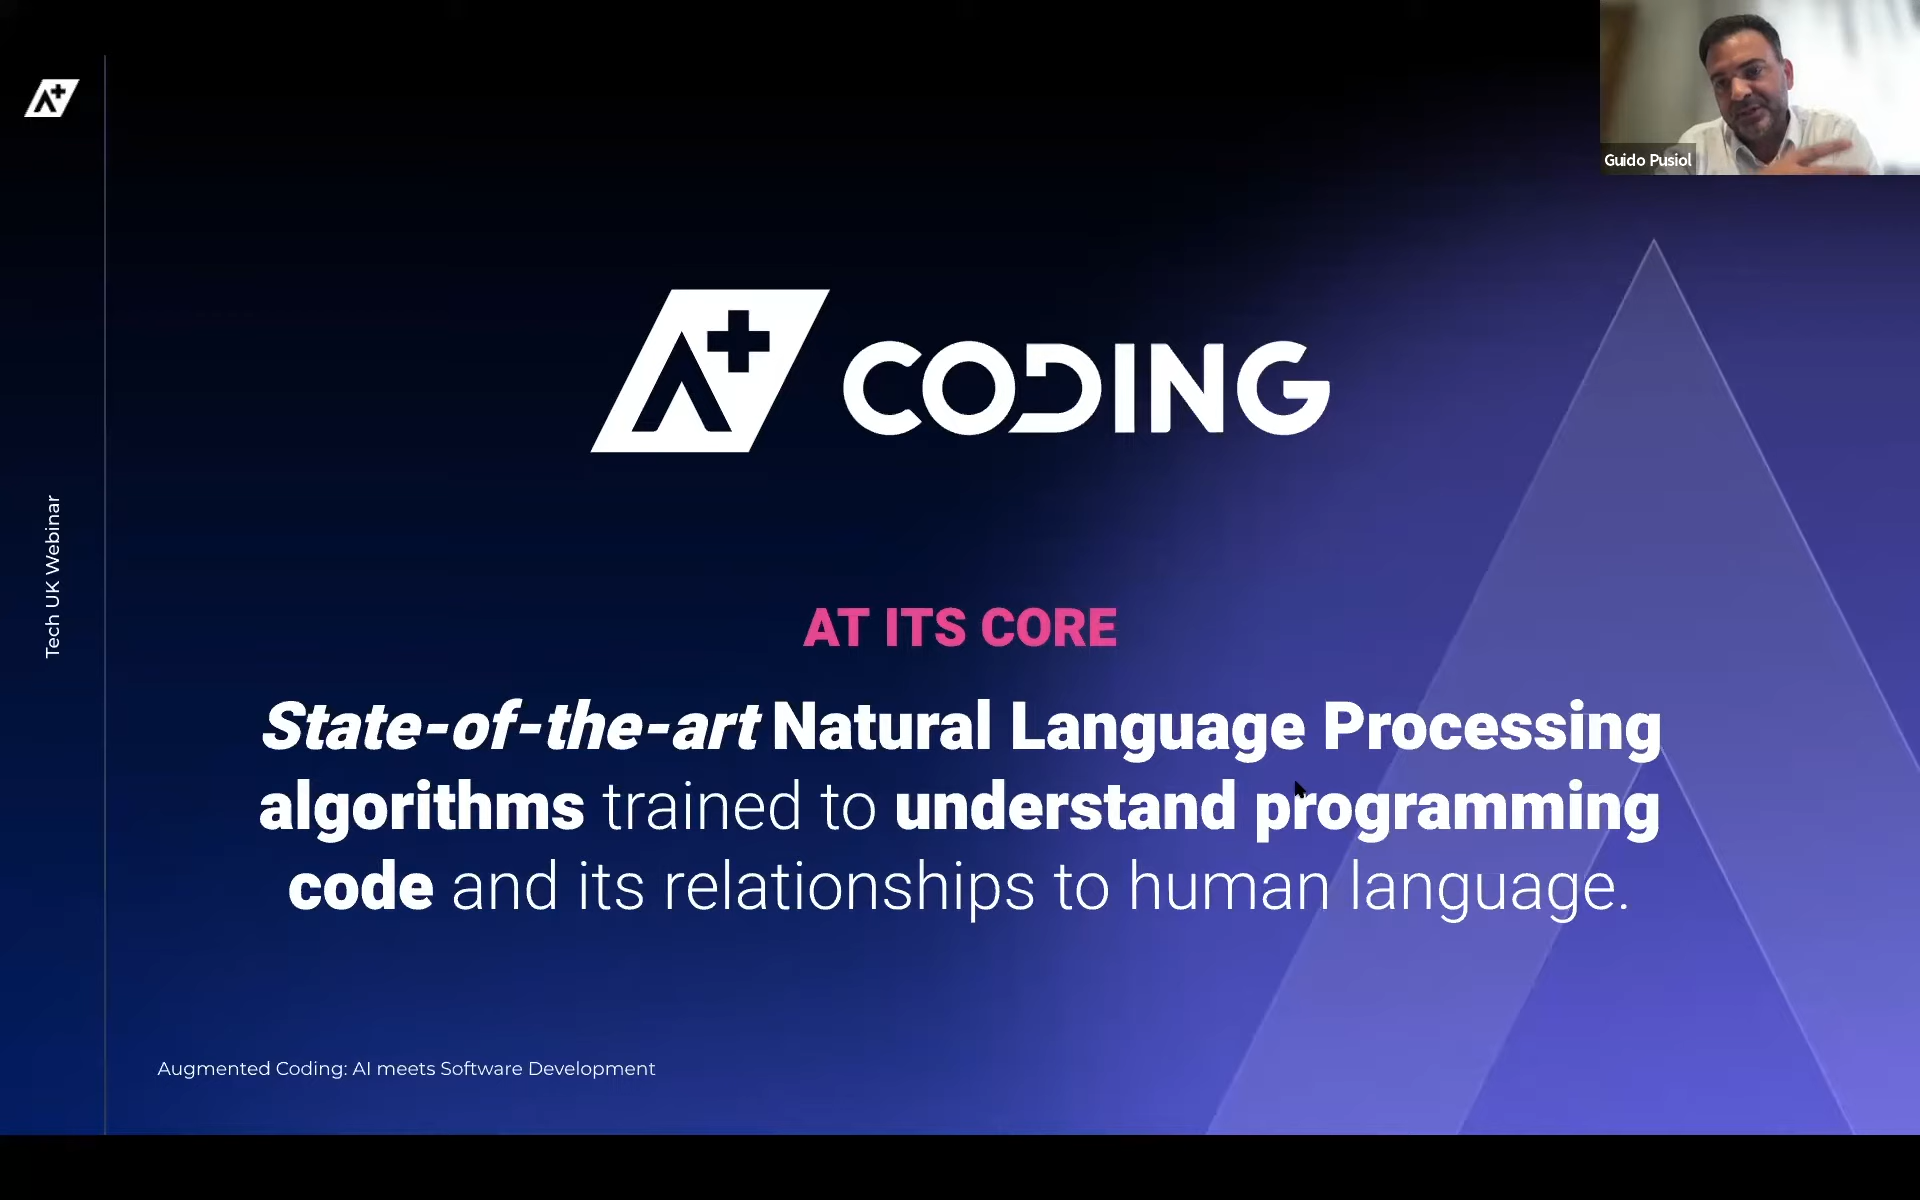 Guido Pusiol
A+ CODING
Tech UK Webinar
AT ITS CORE
State-of-the-art Natural Language Processing
algorithms trained to understand programming
code and its relationships to human language.
Augmented Coding: AI meets Software Development